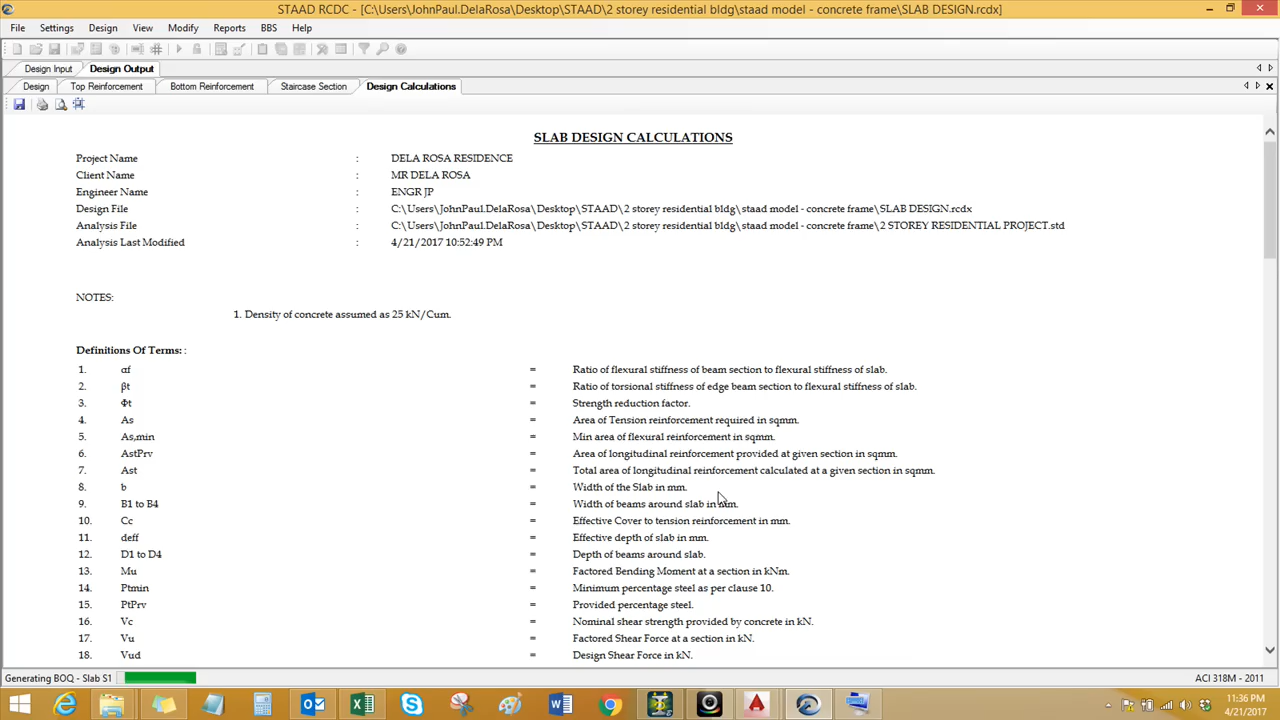 STAAD RCDC - [C:\Users\JohnPaul.DelaRosa\Desktop\STAAD\2 storey residential bldg\staad model - concrete frame\SLAB DESIGN.rcdx]
File Settings Design View Modify Reports BBS Help
Design Input Design Output
Design Top Reinforcement Bottom Reinforcement Staircase Section Design Calculations
SLAB DESIGN CALCULATIONS
Project Name : DELA ROSA RESIDENCE
Client Name : MR DELA ROSA
Engineer Name : ENGR JP
Design File : C:\Users\JohnPaul.DelaRosa\Desktop\STAAD\2 storey residential bldg\staad model - concrete frame\SLAB DESIGN.rcdx
Analysis File : C:\Users\JohnPaul.DelaRosa\Desktop\STAAD\2 storey residential bldg\staad model - concrete frame\2 STOREY RESIDENTIAL PROJECT.std
Analysis Last Modified : 4/21/2017 10:52:49 PM
NOTES:
1. Density of concrete assumed as 25 kN/Cum.
Definitions Of Terms: :
1. αf = Ratio of flexural stiffness of beam section to flexural stiffness of slab.
2. βt = Ratio of torsional stiffness of edge beam section to flexural stiffness of slab.
3. Φt = Strength reduction factor.
4. As = Area of Tension reinforcement required in sqmm.
5. As,min = Min area of flexural reinforcement in sqmm.
6. AstPrv = Area of longitudinal reinforcement provided at given section in sqmm.
7. Ast = Total area of longitudinal reinforcement calculated at a given section in sqmm.
8. b = Width of the Slab in mm.
9. B1 to B4 = Width of beams around slab in mm.
10. Cc = Effective Cover to tension reinforcement in mm.
11. deff = Effective depth of slab in mm.
12. D1 to D4 = Depth of beams around slab.
13. Mu = Factored Bending Moment at a section in kNm.
14. Ptmin = Minimum percentage steel as per clause 10.
15. PtPrv = Provided percentage steel.
16. Vc = Nominal shear strength provided by concrete in kN.
17. Vu = Factored Shear Force at a section in kN.
18. Vud = Design Shear Force in kN.
Generating BOQ - Slab S1 ACI 318M - 2011
11:36 PM
4/21/2017